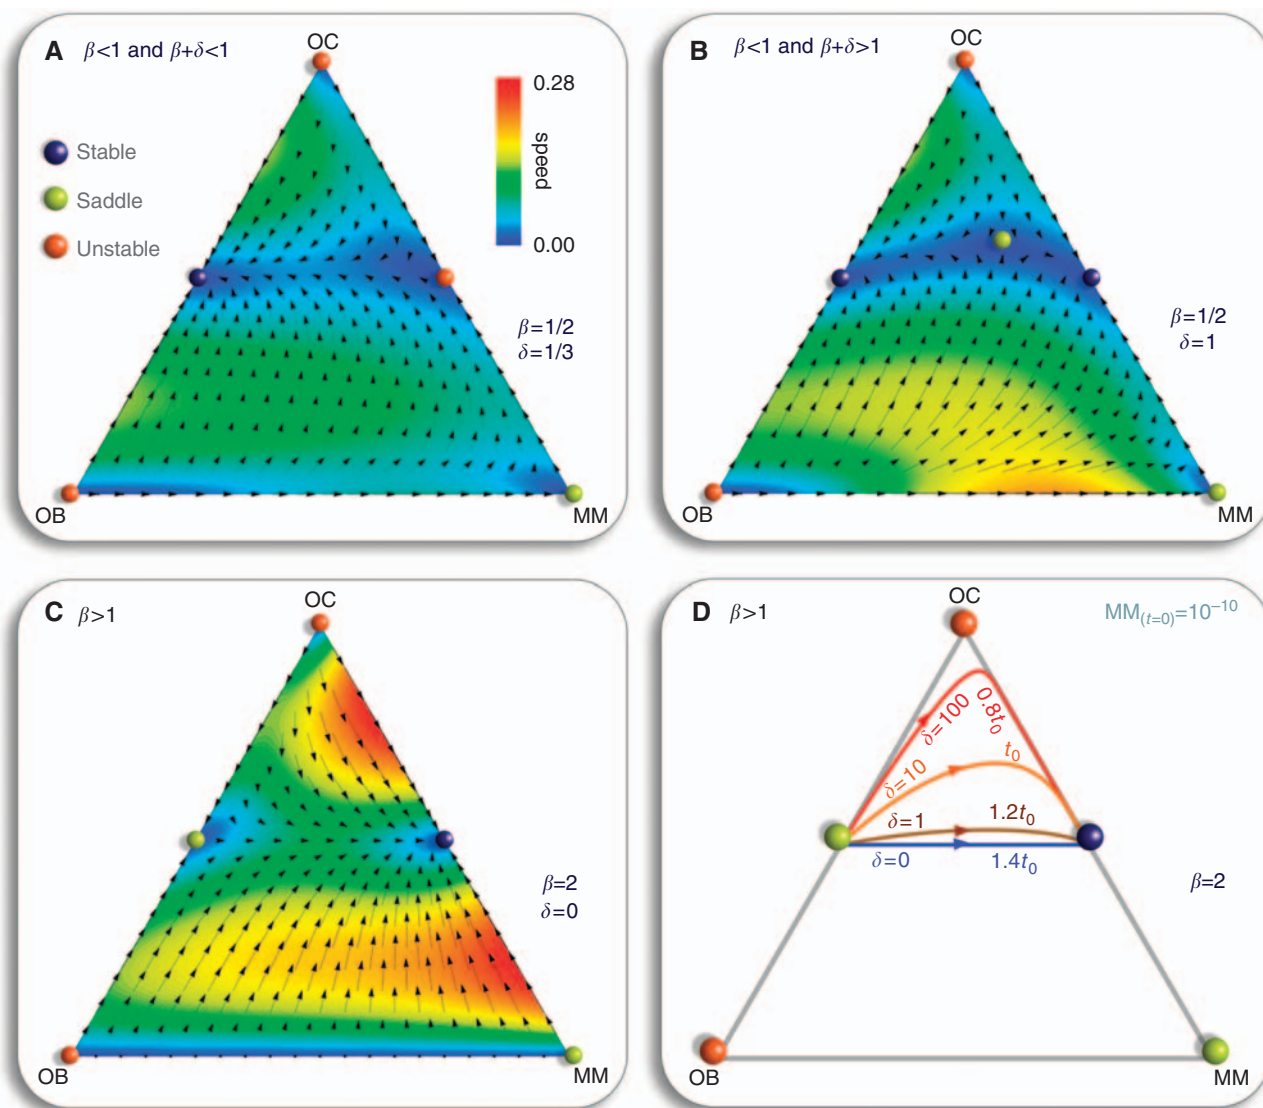 A β<1 and β+δ<1
OC
0.28
speed
0.00
Stable
Saddle
Unstable
β=1/2
δ=1/3
OB
MM
B β<1 and β+δ>1
OC
β=1/2
δ=1
OB
MM
C β>1
OC
β=2
δ=0
OB
MM
D β>1
OC
MM(t=0)=10⁻¹⁰
δ=100
0.8t₀
δ=10
t₀
δ=1
1.2t₀
δ=0
1.4t₀
β=2
OB
MM